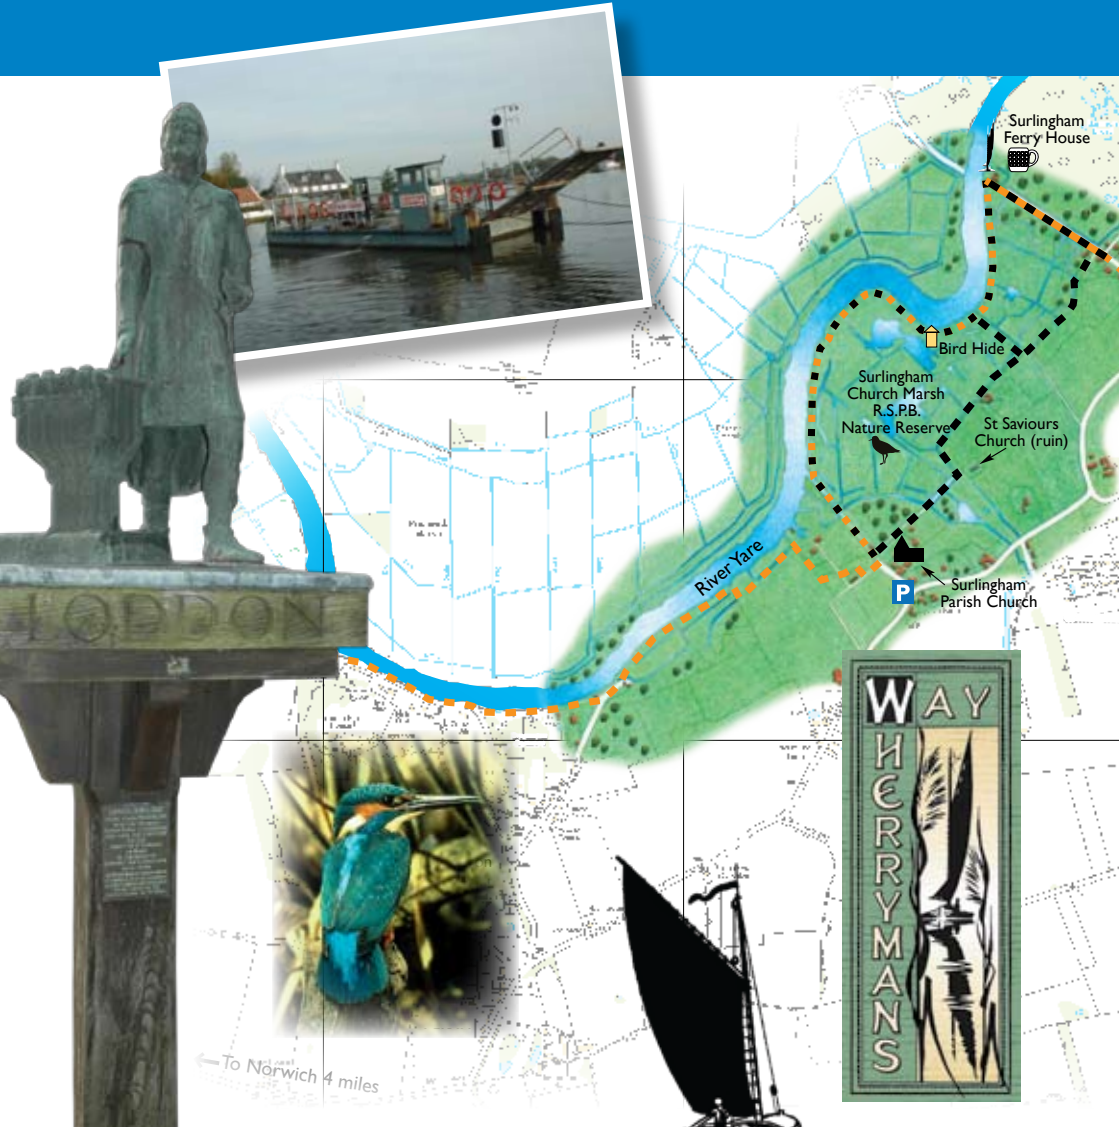 Surlingham
Ferry House
Bird Hide
Surlingham
Church Marsh
R.S.P.B.
Nature Reserve
St Saviours
Church (ruin)
River Yare
P
Surlingham
Parish Church
LODDON
WAY
WHERRYMANS
To Norwich 4 miles